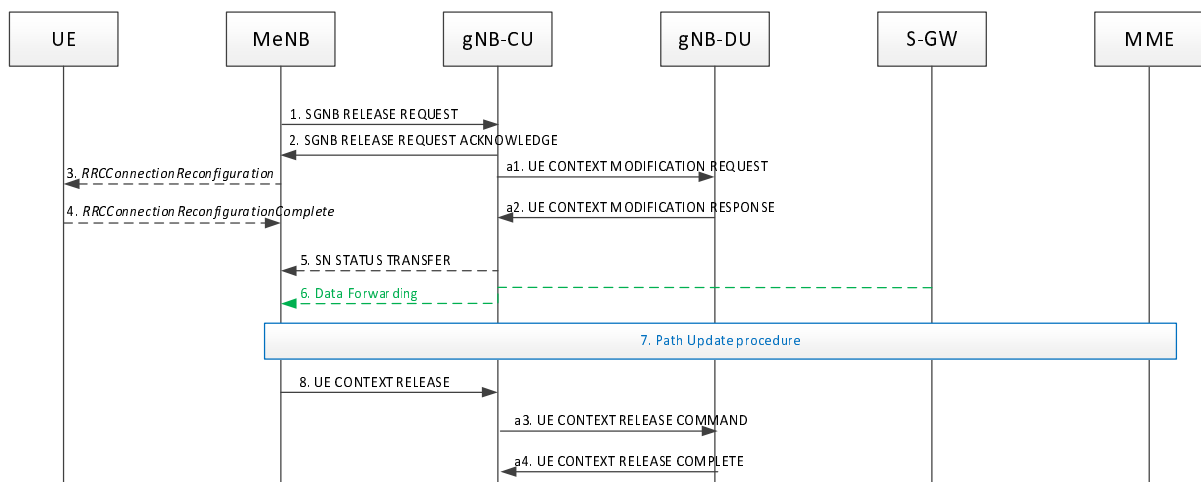 UE MeNB gNB-CU gNB-DU S-GW MME
1. SGNB RELEASE REQUEST
2. SGNB RELEASE REQUEST ACKNOWLEDGE
a1. UE CONTEXT MODIFICATION REQUEST
3. RRCConnectionReconfiguration
a2. UE CONTEXT MODIFICATION RESPONSE
4. RRCConnectionReconfigurationComplete
5. SN STATUS TRANSFER
6. Data Forwarding
7. Path Update procedure
8. UE CONTEXT RELEASE
a3. UE CONTEXT RELEASE COMMAND
a4. UE CONTEXT RELEASE COMPLETE